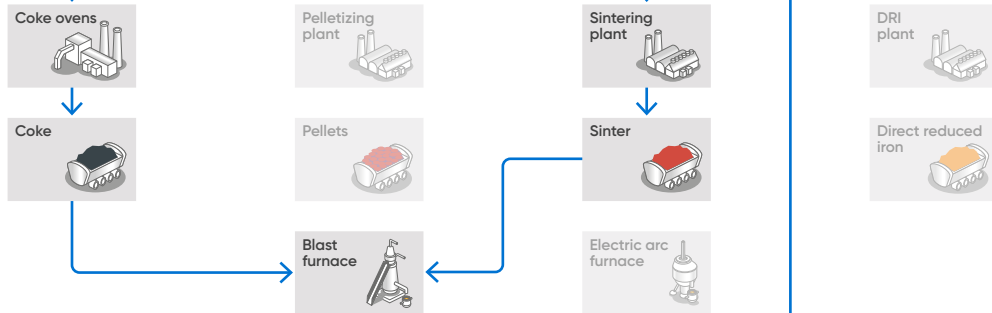 Coke ovens
Pelletizing
plant
Sintering
plant
DRI
plant
Coke
Pellets
Sinter
Direct reduced
iron
Blast
furnace
Electric arc
furnace